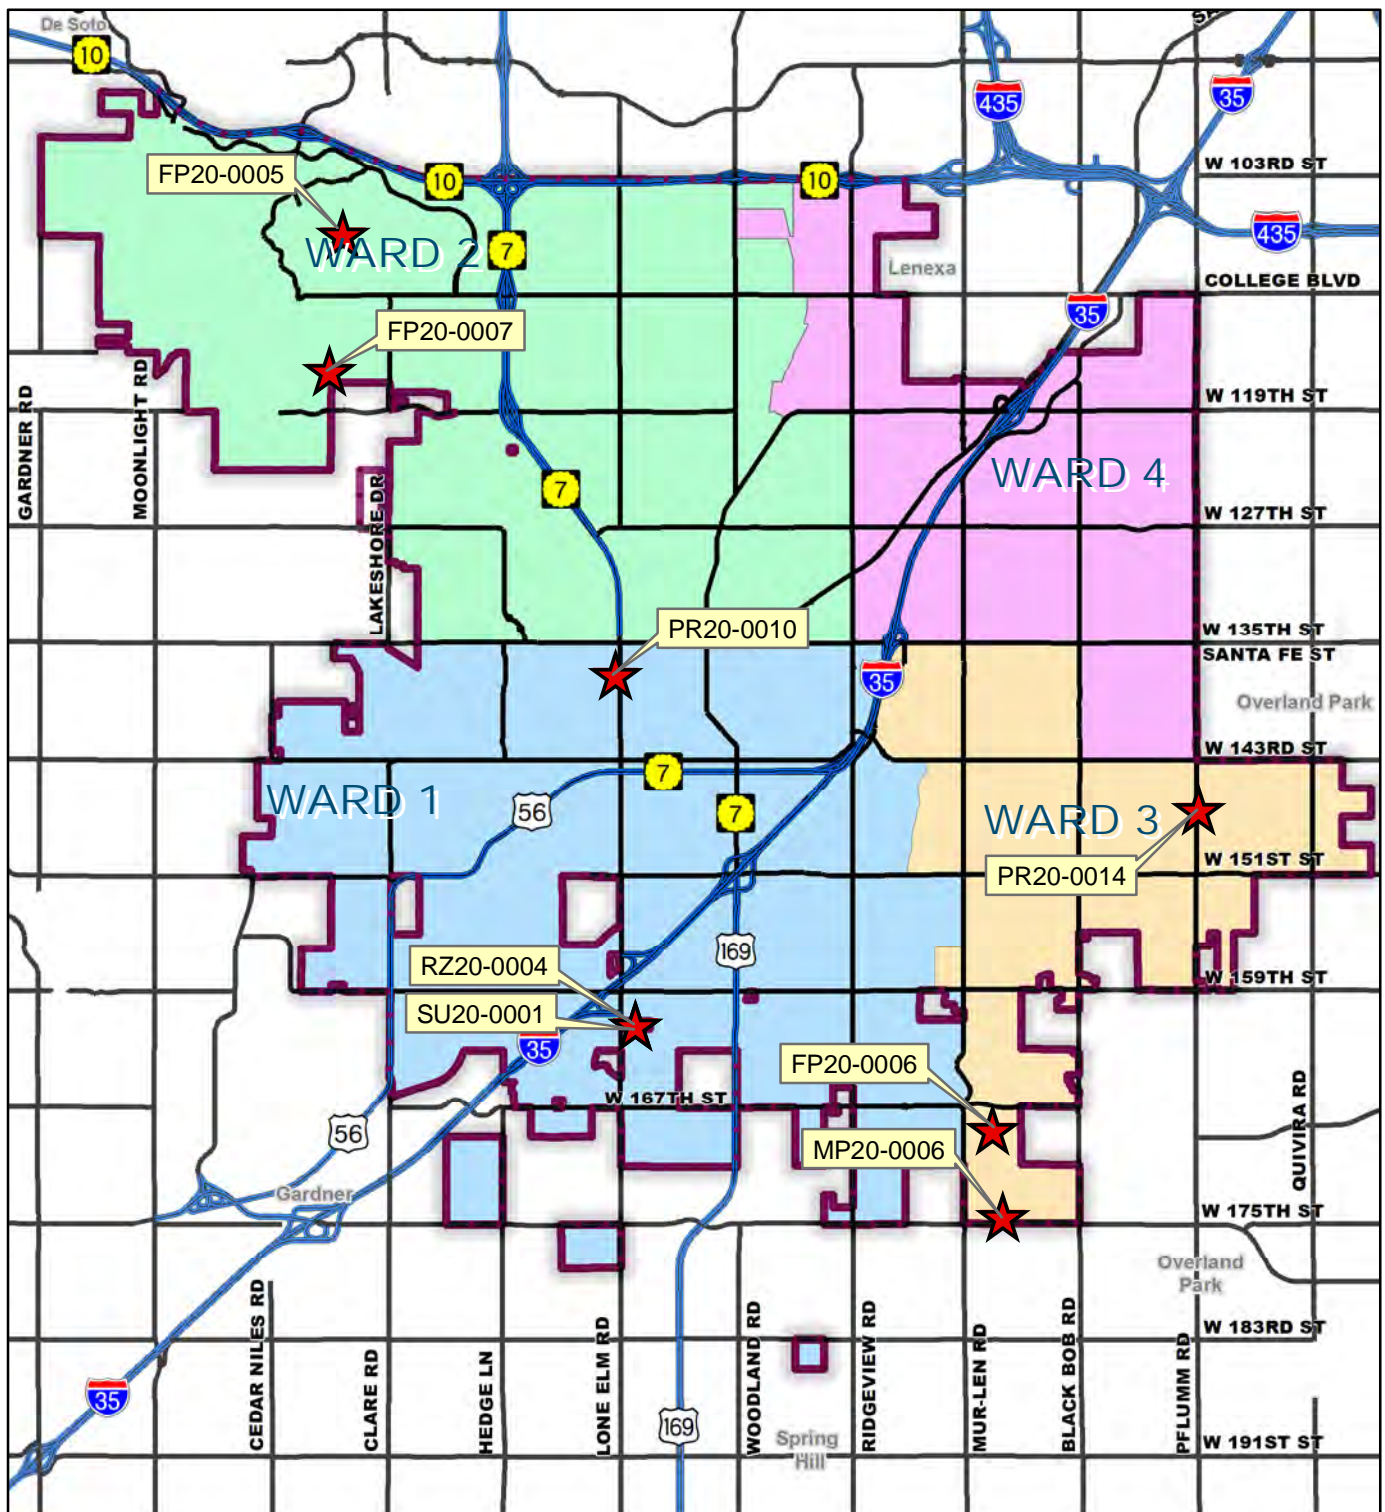 De Soto
10
435
35
W 103RD ST
FP20-0005
10
10
435
WARD 2
7
Lenexa
COLLEGE BLVD
35
FP20-0007
GARDNER RD
MOONLIGHT RD
W 119TH ST
WARD 4
7
LAKESHORE DR
W 127TH ST
PR20-0010
W 135TH ST
SANTA FE ST
35
Overland Park
W 143RD ST
7
WARD 1
56
7
WARD 3
W 151ST ST
PR20-0014
169
RZ20-0004
W 159TH ST
SU20-0001
35
FP20-0006
W 167TH ST
56
MP20-0006
QUIVIRA RD
Gardner
W 175TH ST
Overland
Park
CEDAR NILES RD
CLARE RD
HEDGE LN
LONE ELM RD
WOODLAND RD
RIDGEVIEW RD
MUR-LEN RD
BLACK BOB RD
PFLUMM RD
W 183RD ST
35
169
Spring
Hill
W 191ST ST